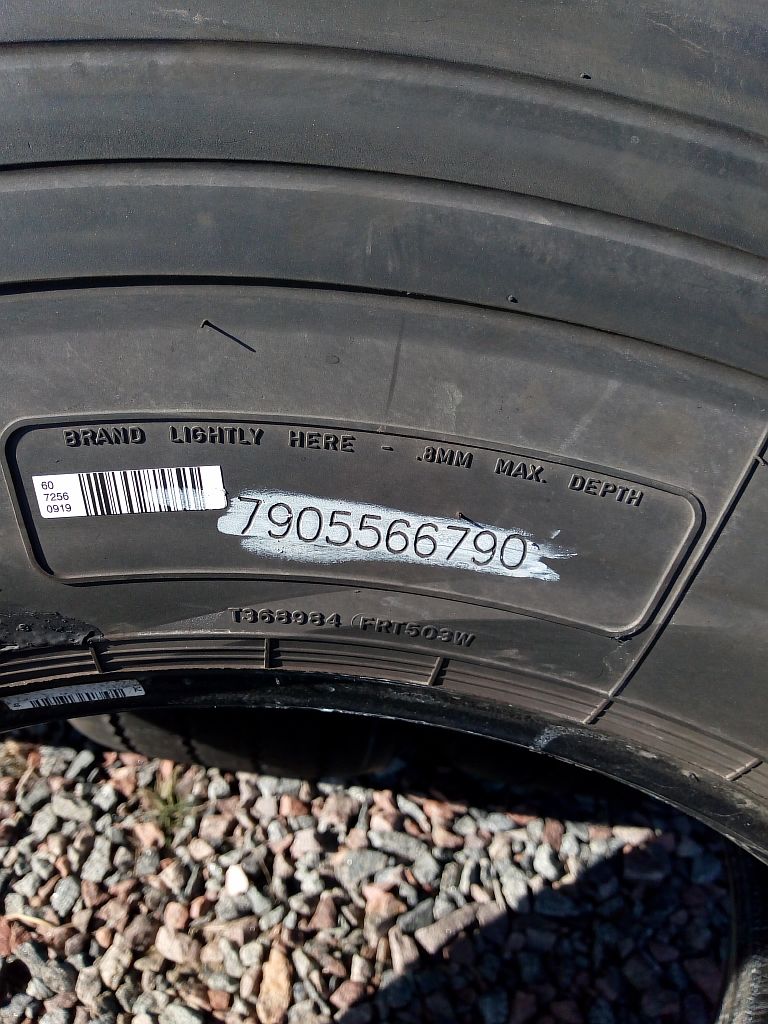 BRAND LIGHTLY HERE - .8MM MAX. DEPTH
60
7256
0919
7905566790
T368984 FRT503W